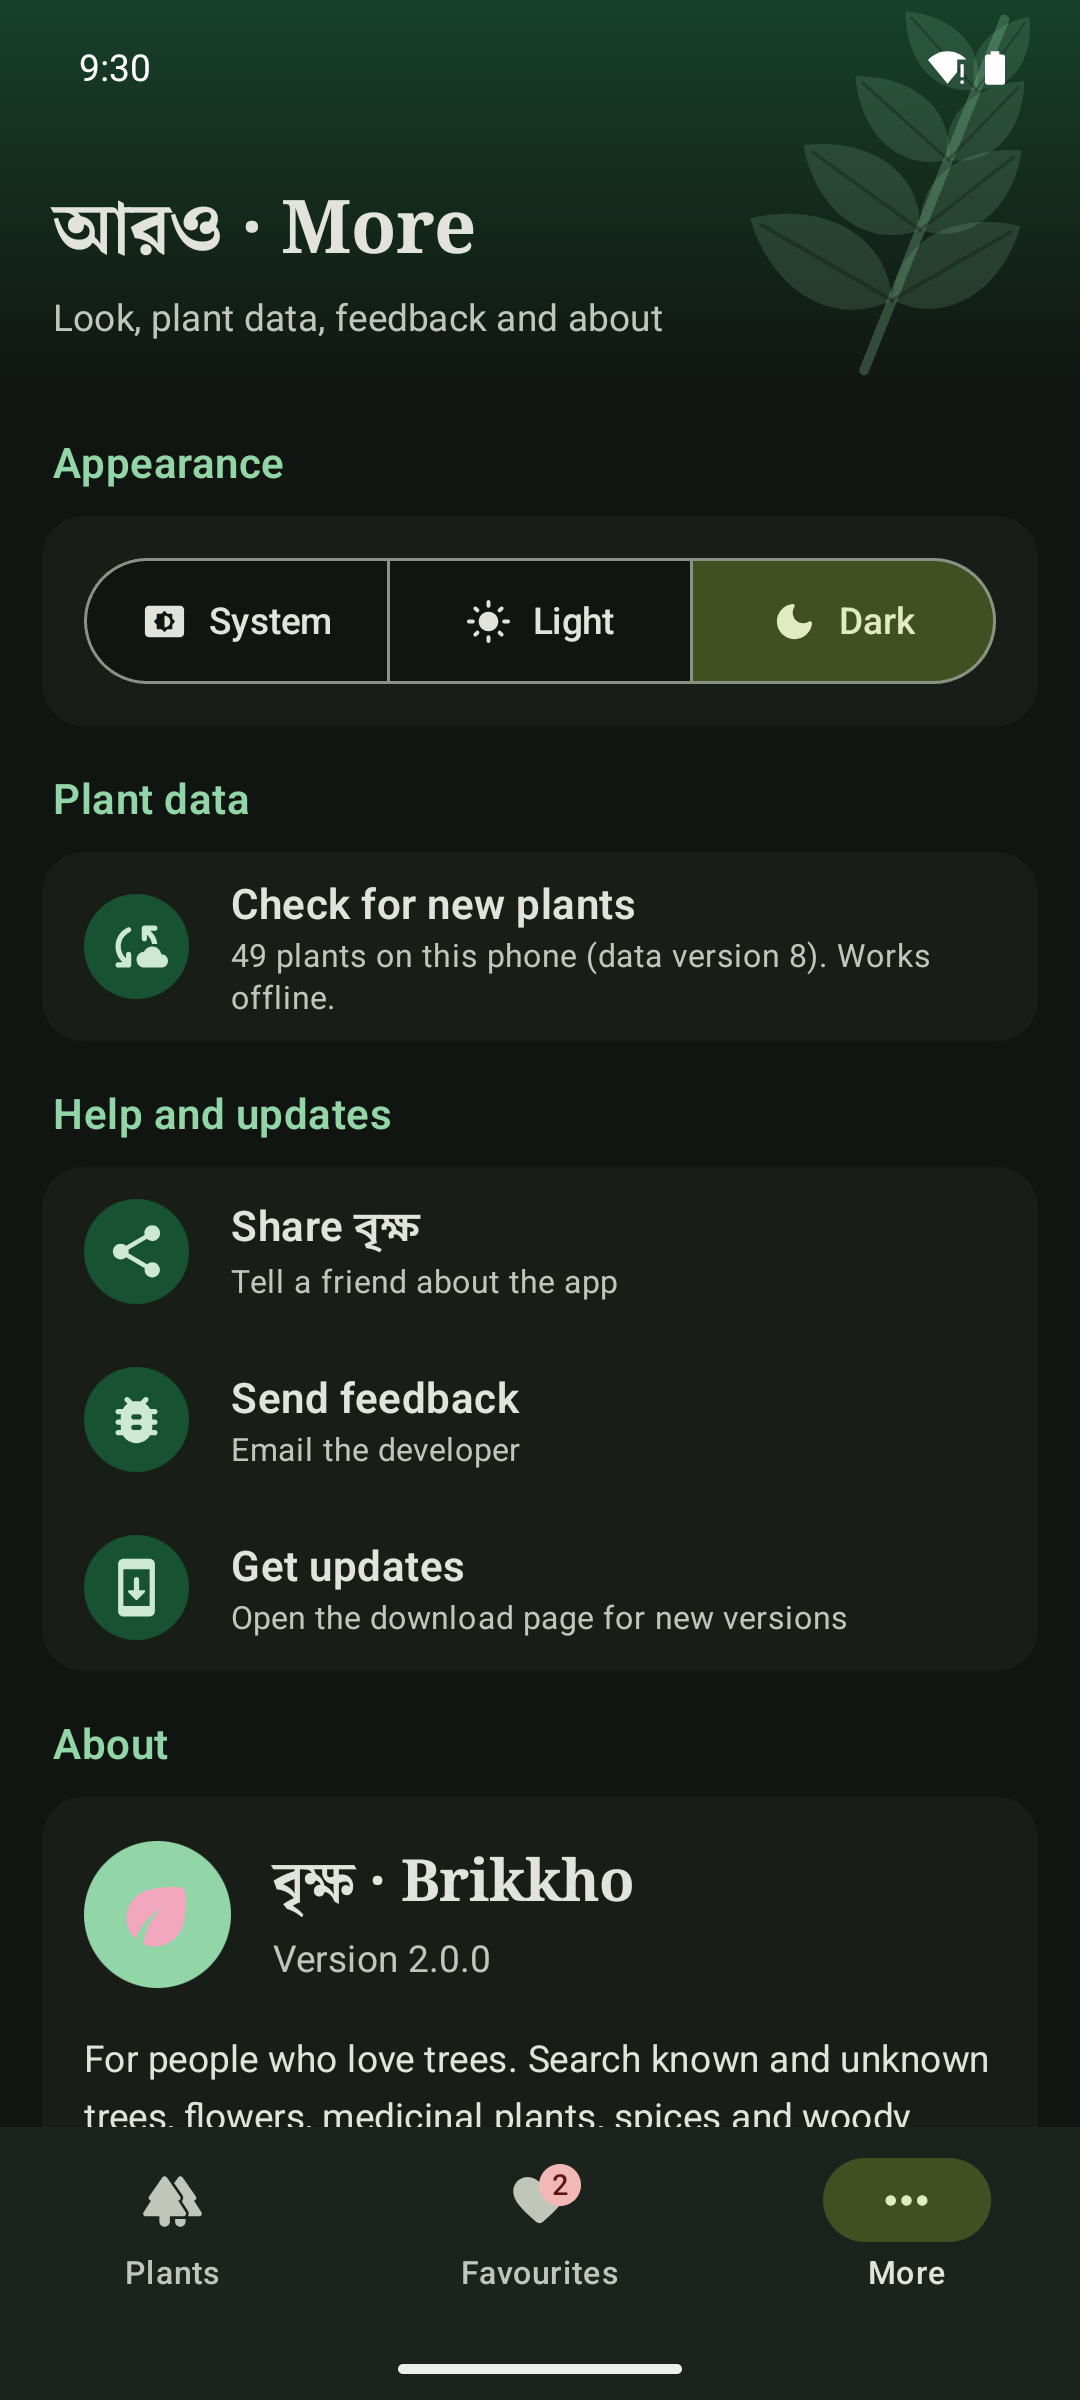 9:30
আরও · More
Look, plant data, feedback and about
Appearance
System
Light
Dark
Plant data
Check for new plants
49 plants on this phone (data version 8). Works
offline.
Help and updates
Share বৃক্ষ
Tell a friend about the app
Send feedback
Email the developer
Get updates
Open the download page for new versions
About
বৃক্ষ · Brikkho
Version 2.0.0
For people who love trees. Search known and unknown
trees, flowers, medicinal plants, spices and woody
2
Plants
Favourites
More